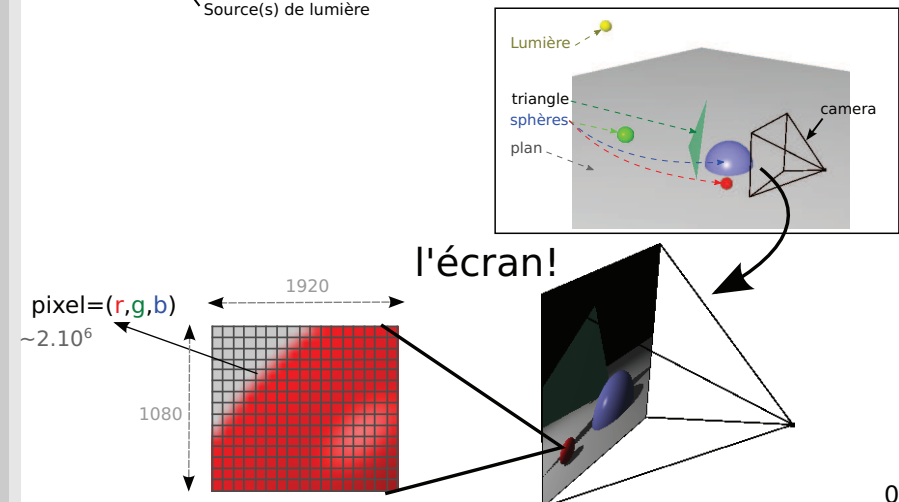 Source(s) de lumière
Lumière
triangle
sphères
plan
camera
l'écran!
1920
pixel=(r,g,b)
~2.10⁶
1080
0